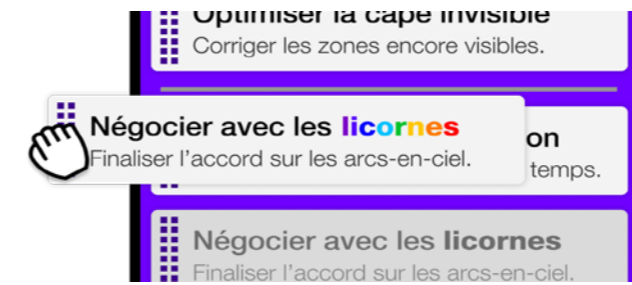 Optimiser la cape invisible
Corriger les zones encore visibles.
Négocier avec les licornes
Finaliser l’accord sur les arcs-en-ciel.
on
temps.
Négocier avec les licornes
Finaliser l’accord sur les arcs-en-ciel.